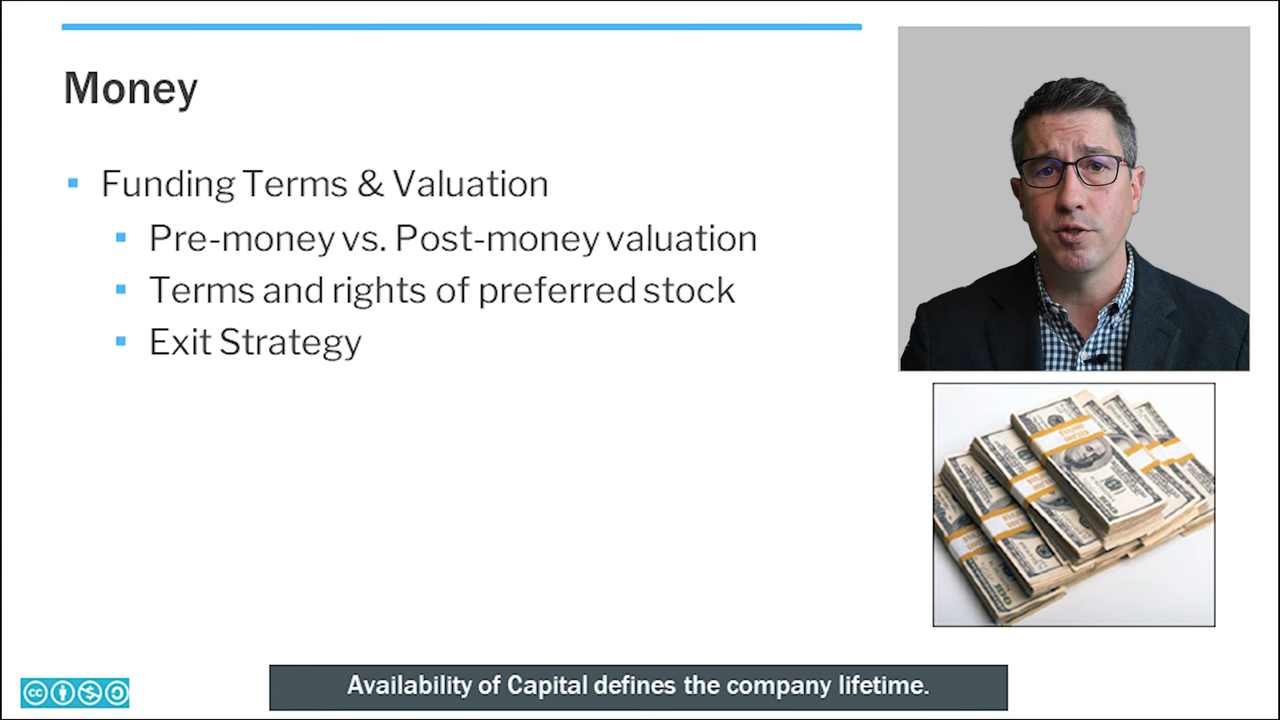 Money
Funding Terms & Valuation
Pre-money vs. Post-money valuation
Terms and rights of preferred stock
Exit Strategy
Availability of Capital defines the company lifetime.